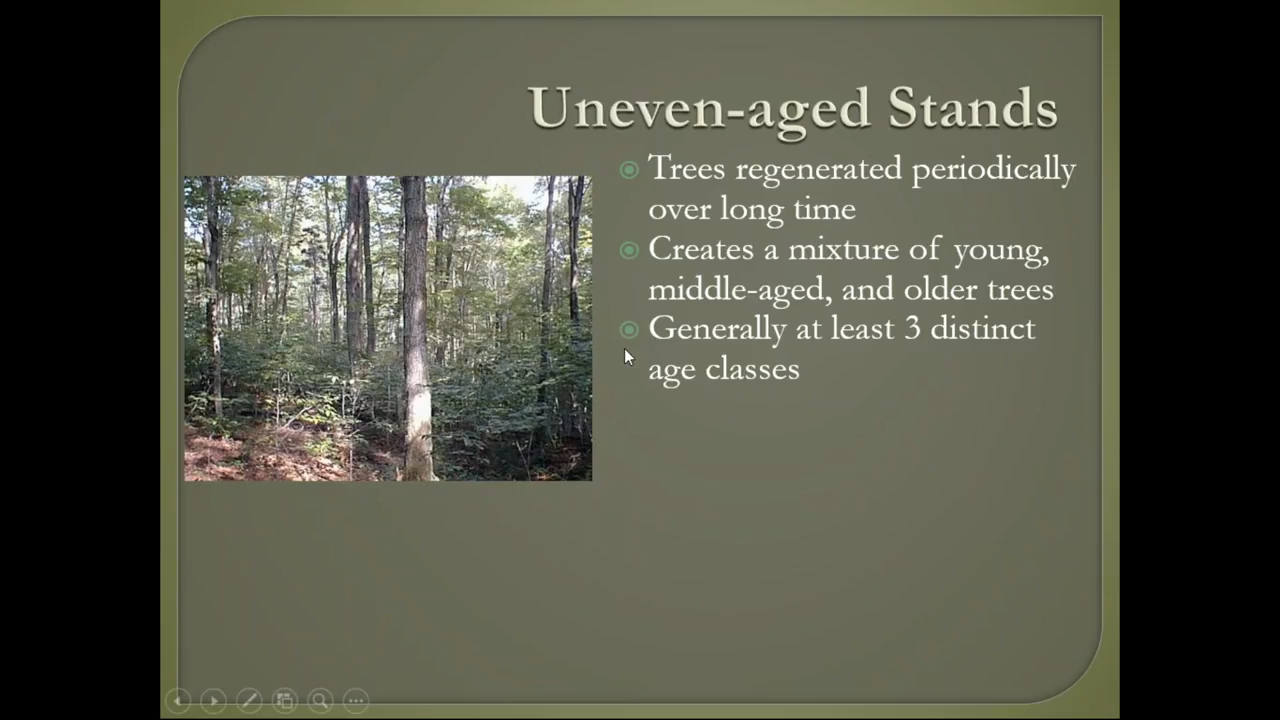 Uneven-aged Stands
Trees regenerated periodically
over long time
Creates a mixture of young,
middle-aged, and older trees
Generally at least 3 distinct
age classes